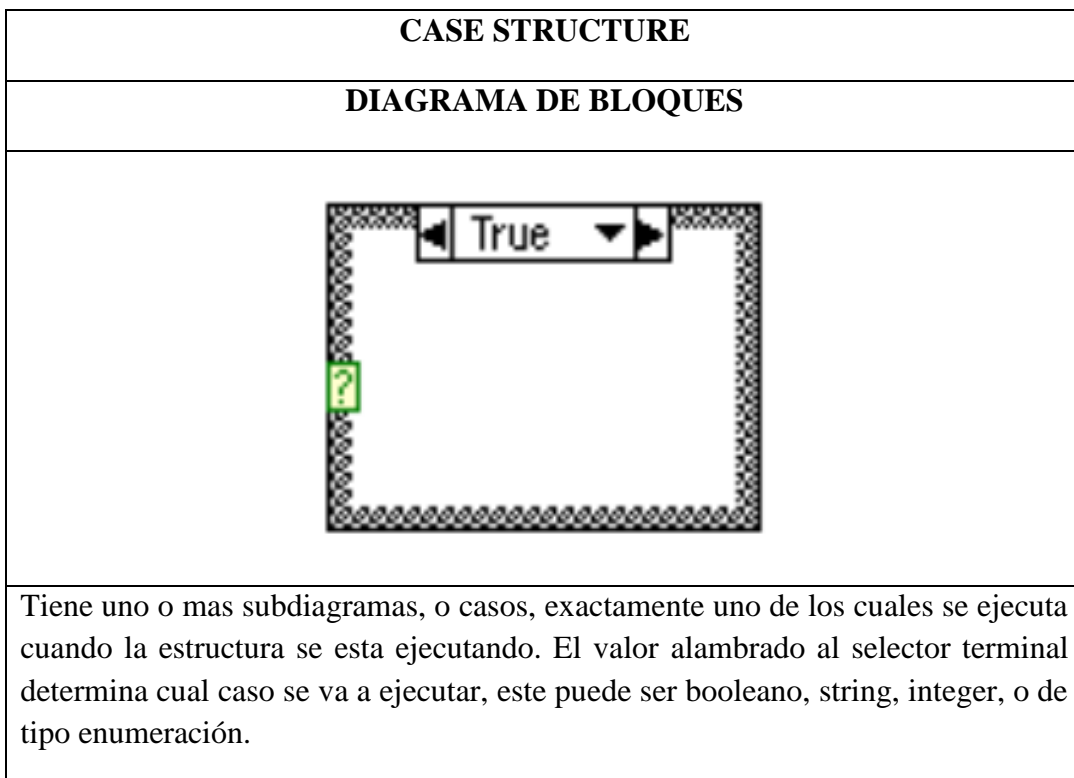 CASE STRUCTURE
DIAGRAMA DE BLOQUES
True
?
Tiene uno o mas subdiagramas, o casos, exactamente uno de los cuales se ejecuta
cuando la estructura se esta ejecutando. El valor alambrado al selector terminal
determina cual caso se va a ejecutar, este puede ser booleano, string, integer, o de
tipo enumeración.